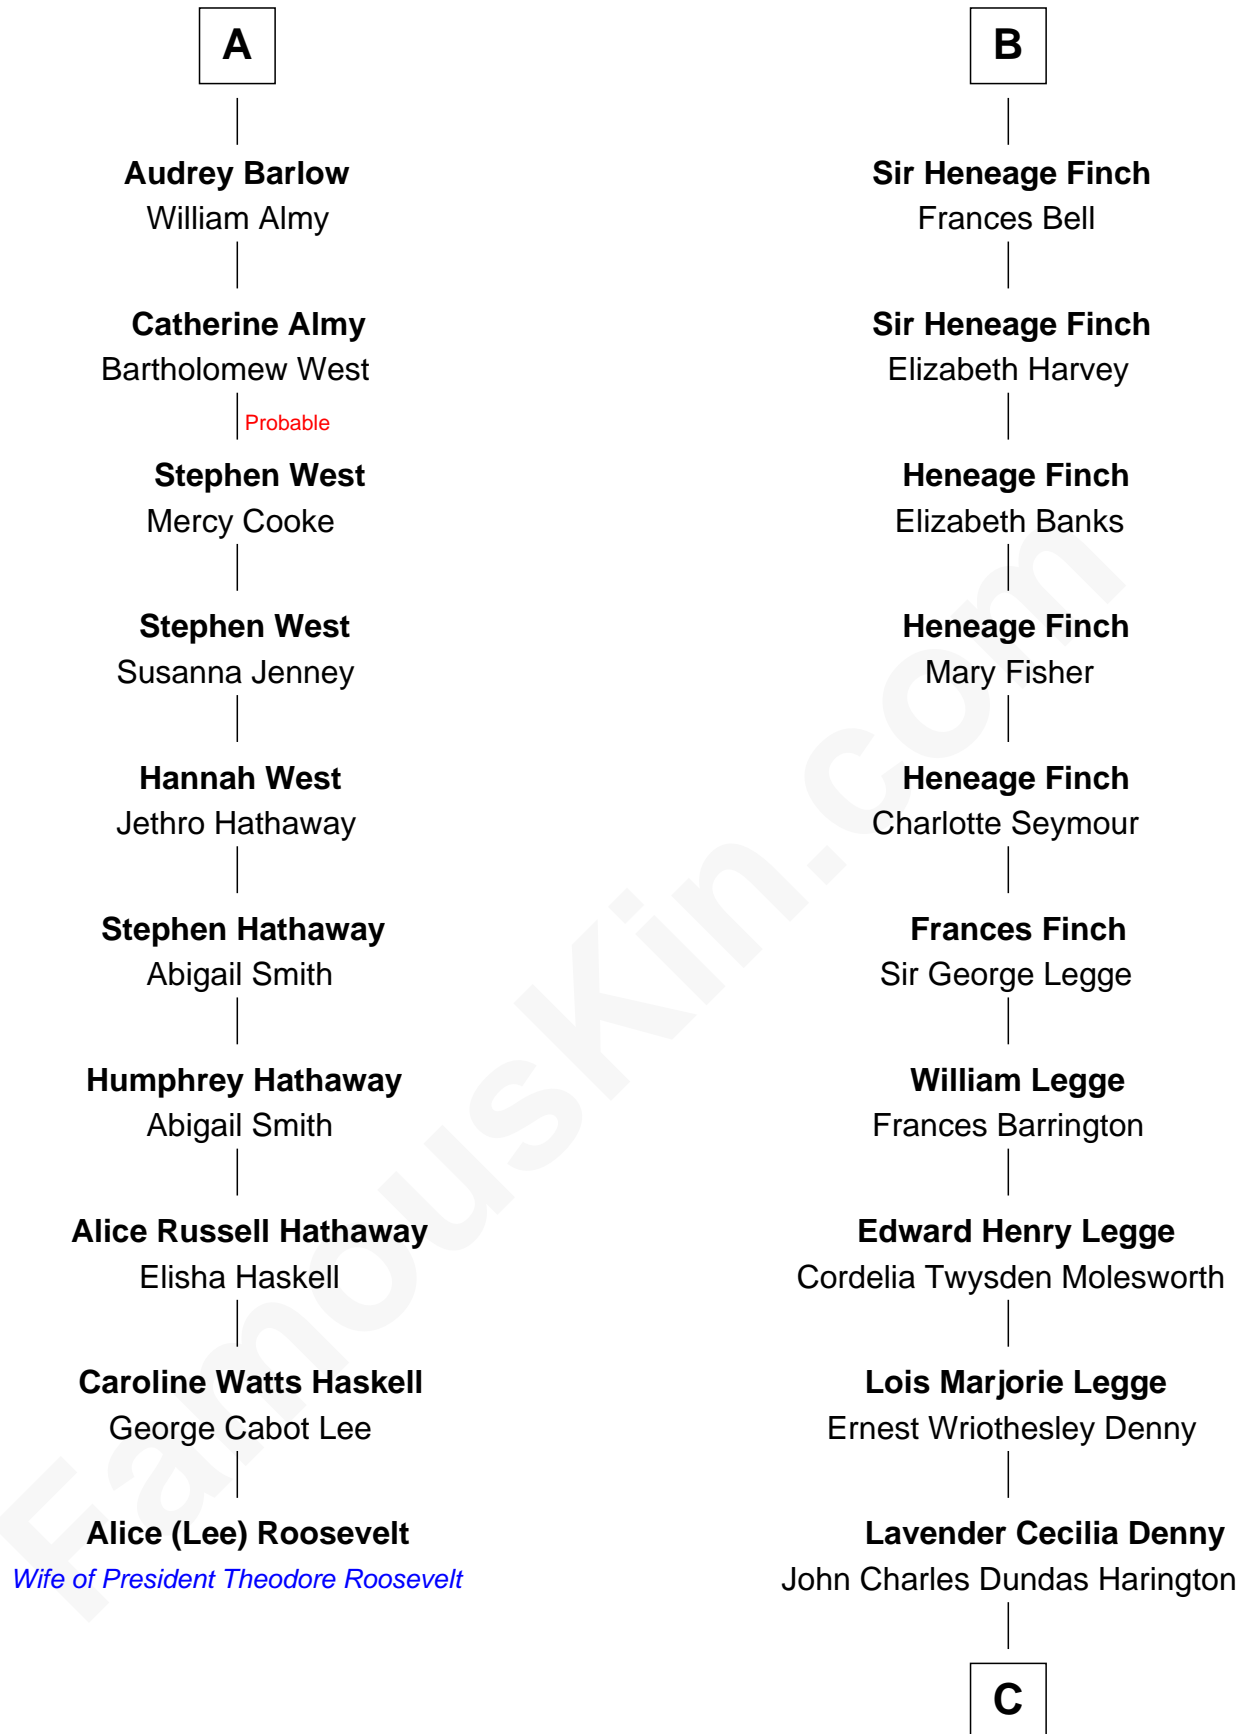 A
Audrey Barlow
William Almy
Catherine Almy
Bartholomew West
Probable
Stephen West
Mercy Cooke
Stephen West
Susanna Jenney
Hannah West
Jethro Hathaway
Stephen Hathaway
Abigail Smith
Humphrey Hathaway
Abigail Smith
Alice Russell Hathaway
Elisha Haskell
Caroline Watts Haskell
George Cabot Lee
Alice (Lee) Roosevelt
Wife of President Theodore Roosevelt
B
Sir Heneage Finch
Frances Bell
Sir Heneage Finch
Elizabeth Harvey
Heneage Finch
Elizabeth Banks
Heneage Finch
Mary Fisher
Heneage Finch
Charlotte Seymour
Frances Finch
Sir George Legge
William Legge
Frances Barrington
Edward Henry Legge
Cordelia Twysden Molesworth
Lois Marjorie Legge
Ernest Wriothesley Denny
Lavender Cecilia Denny
John Charles Dundas Harington
C
FamousKin.com